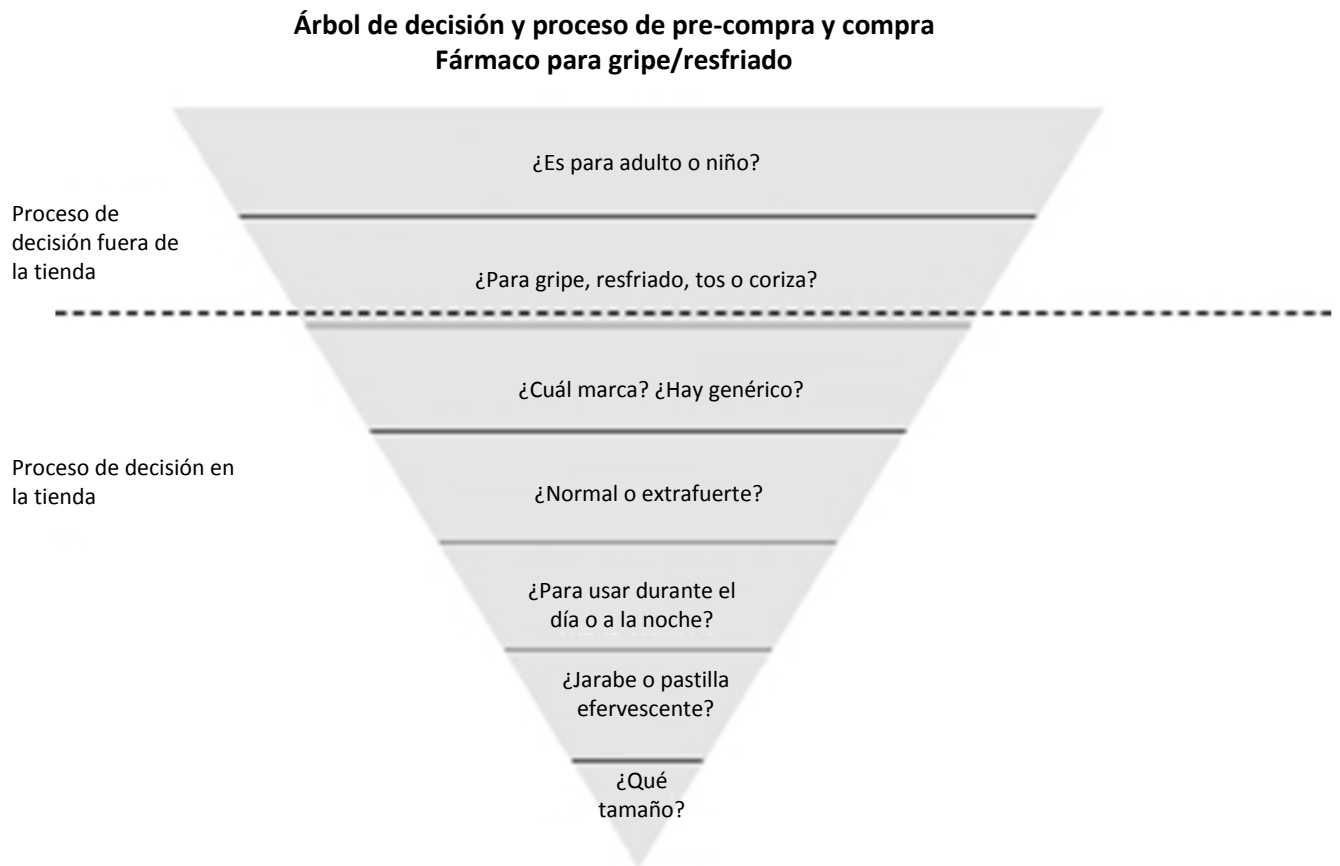 Árbol de decisión y proceso de pre-compra y compra
Fármaco para gripe/resfriado
¿Es para adulto o niño?
Proceso de
decisión fuera de
la tienda
¿Para gripe, resfriado, tos o coriza?
¿Cuál marca? ¿Hay genérico?
Proceso de decisión en
la tienda
¿Normal o extrafuerte?
¿Para usar durante el
día o a la noche?
¿Jarabe o pastilla
efervescente?
¿Qué
tamaño?